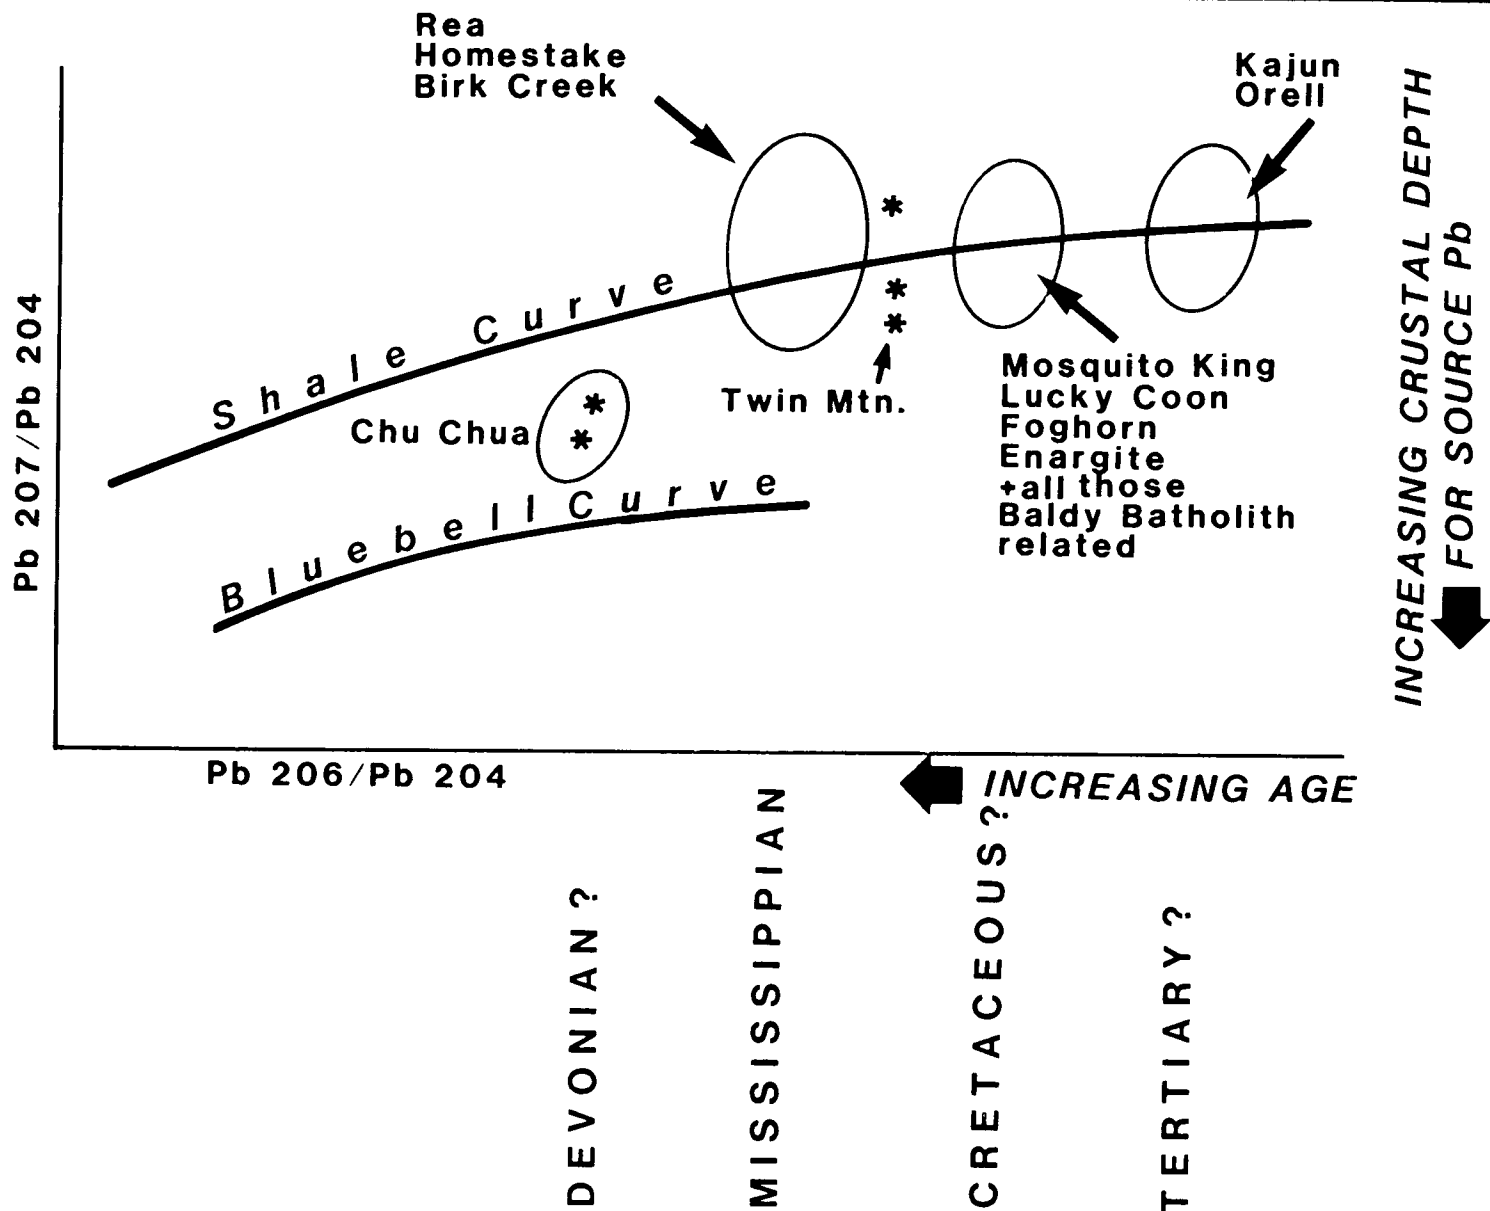 Rea
Homestake
Birk Creek
Kajun
Orell
INCREASING CRUSTAL DEPTH
FOR SOURCE Pb
Pb 207/Pb 204
Shale Curve
Chu Chua
Twin Mtn.
Mosquito King
Lucky Coon
Foghorn
Enargite
+all those
Baldy Batholith
related
Bluebell Curve
Pb 206/Pb 204
INCREASING AGE
DEVONIAN?
MISSISSIPPIAN
CRETACEOUS?
TERTIARY?